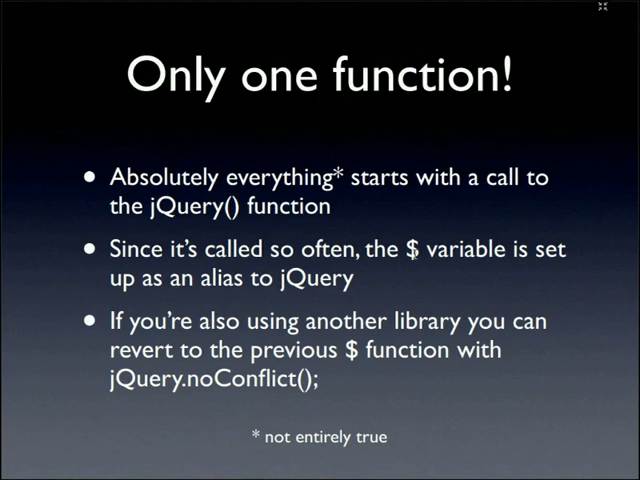 Only one function!
• Absolutely everything* starts with a call to
the jQuery() function
• Since it's called so often, the $ variable is set
up as an alias to jQuery
• If you're also using another library you can
revert to the previous $ function with
jQuery.noConflict();
* not entirely true